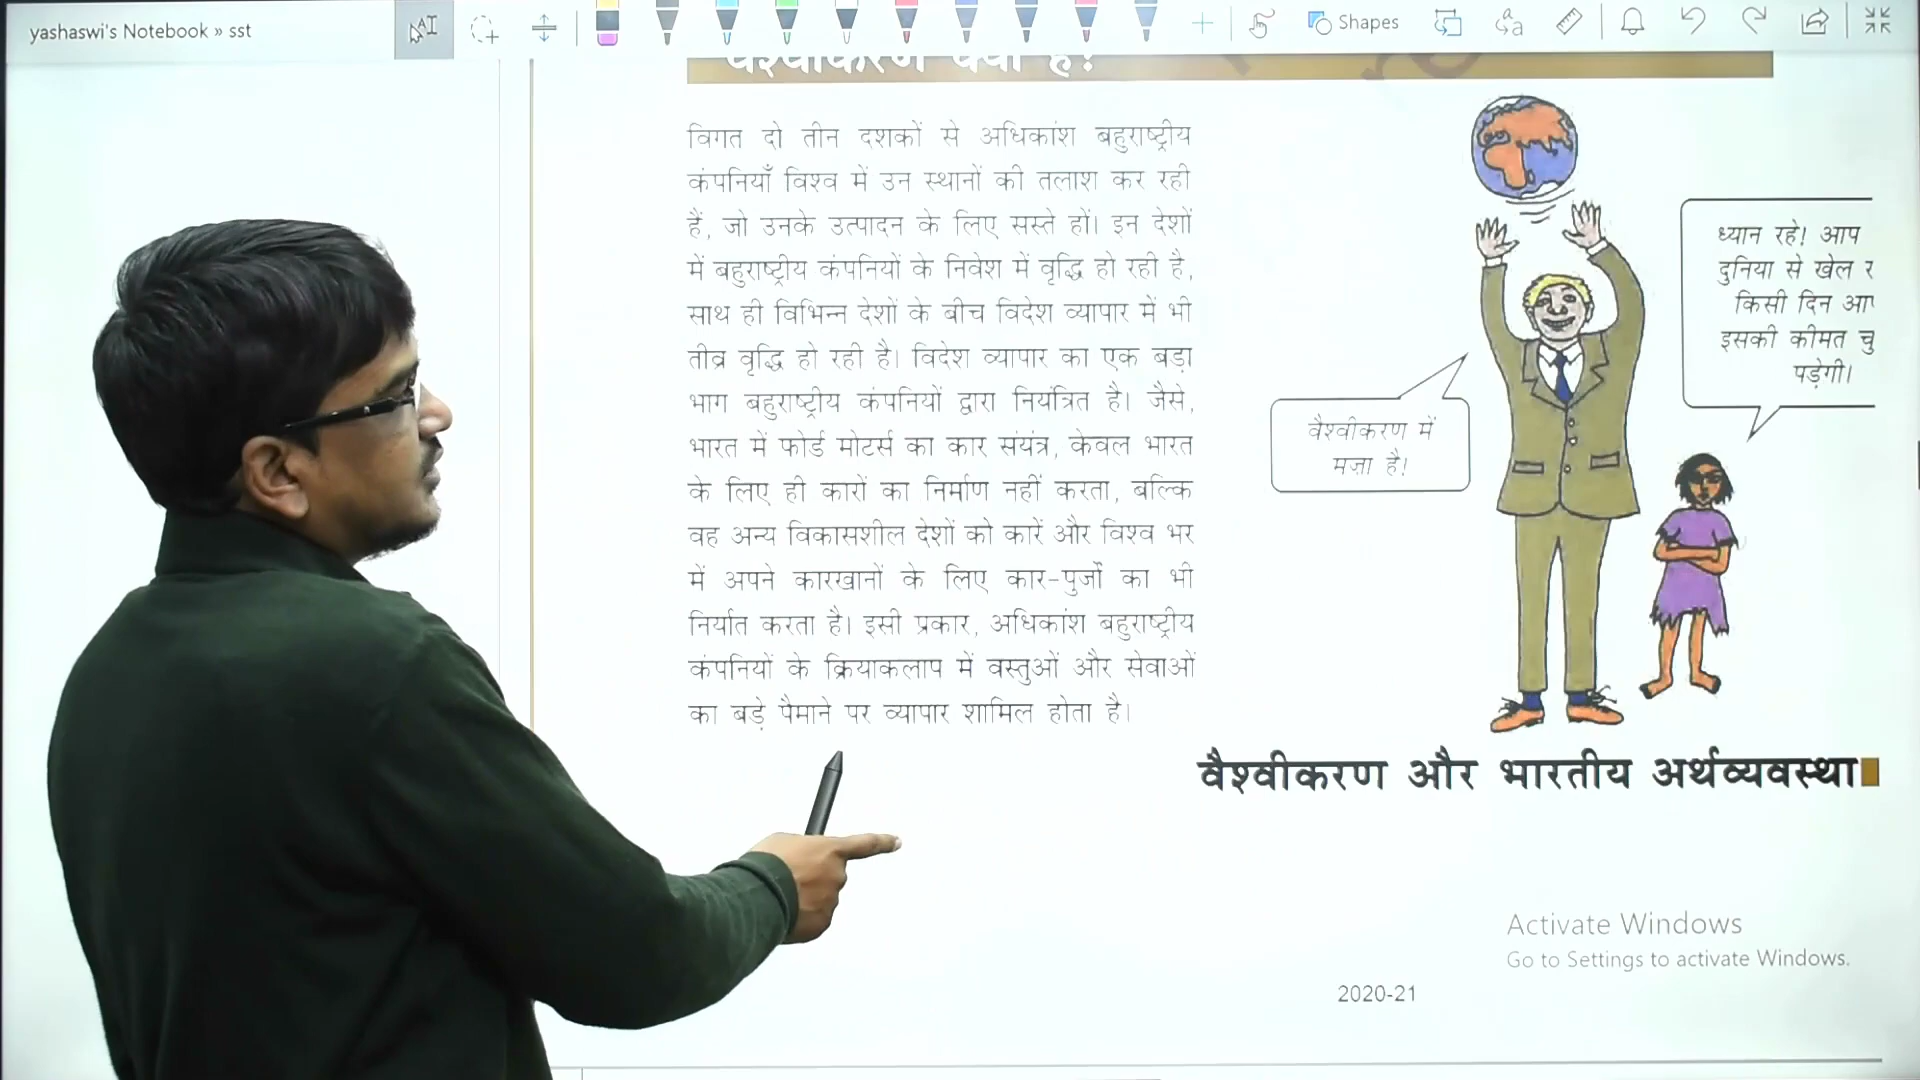 yashaswi's Notebook » sst
Shapes
वैश्वीकरण क्या है?
विगत दो तीन दशकों से अधिकांश बहुराष्ट्रीय
कंपनियाँ विश्व में उन स्थानों की तलाश कर रही
हैं, जो उनके उत्पादन के लिए सस्ते हों। इन देशों
में बहुराष्ट्रीय कंपनियों के निवेश में वृद्धि हो रही है,
साथ ही विभिन्न देशों के बीच विदेश व्यापार में भी
तीव्र वृद्धि हो रही है। विदेश व्यापार का एक बड़ा
भाग बहुराष्ट्रीय कंपनियों द्वारा नियंत्रित है। जैसे,
भारत में फोर्ड मोटर्स का कार संयंत्र, केवल भारत
के लिए ही कारों का निर्माण नहीं करता, बल्कि
वह अन्य विकासशील देशों को कारें और विश्व भर
में अपने कारखानों के लिए कार-पुर्जों का भी
निर्यात करता है। इसी प्रकार, अधिकांश बहुराष्ट्रीय
कंपनियों के क्रियाकलाप में वस्तुओं और सेवाओं
का बड़े पैमाने पर व्यापार शामिल होता है।
वैश्वीकरण में
मज़ा है!
ध्यान रहे! आप
दुनिया से खेल र
किसी दिन आ
इसकी कीमत चु
पड़ेगी।
वैश्वीकरण और भारतीय अर्थव्यवस्था
Activate Windows
Go to Settings to activate Windows.
2020-21